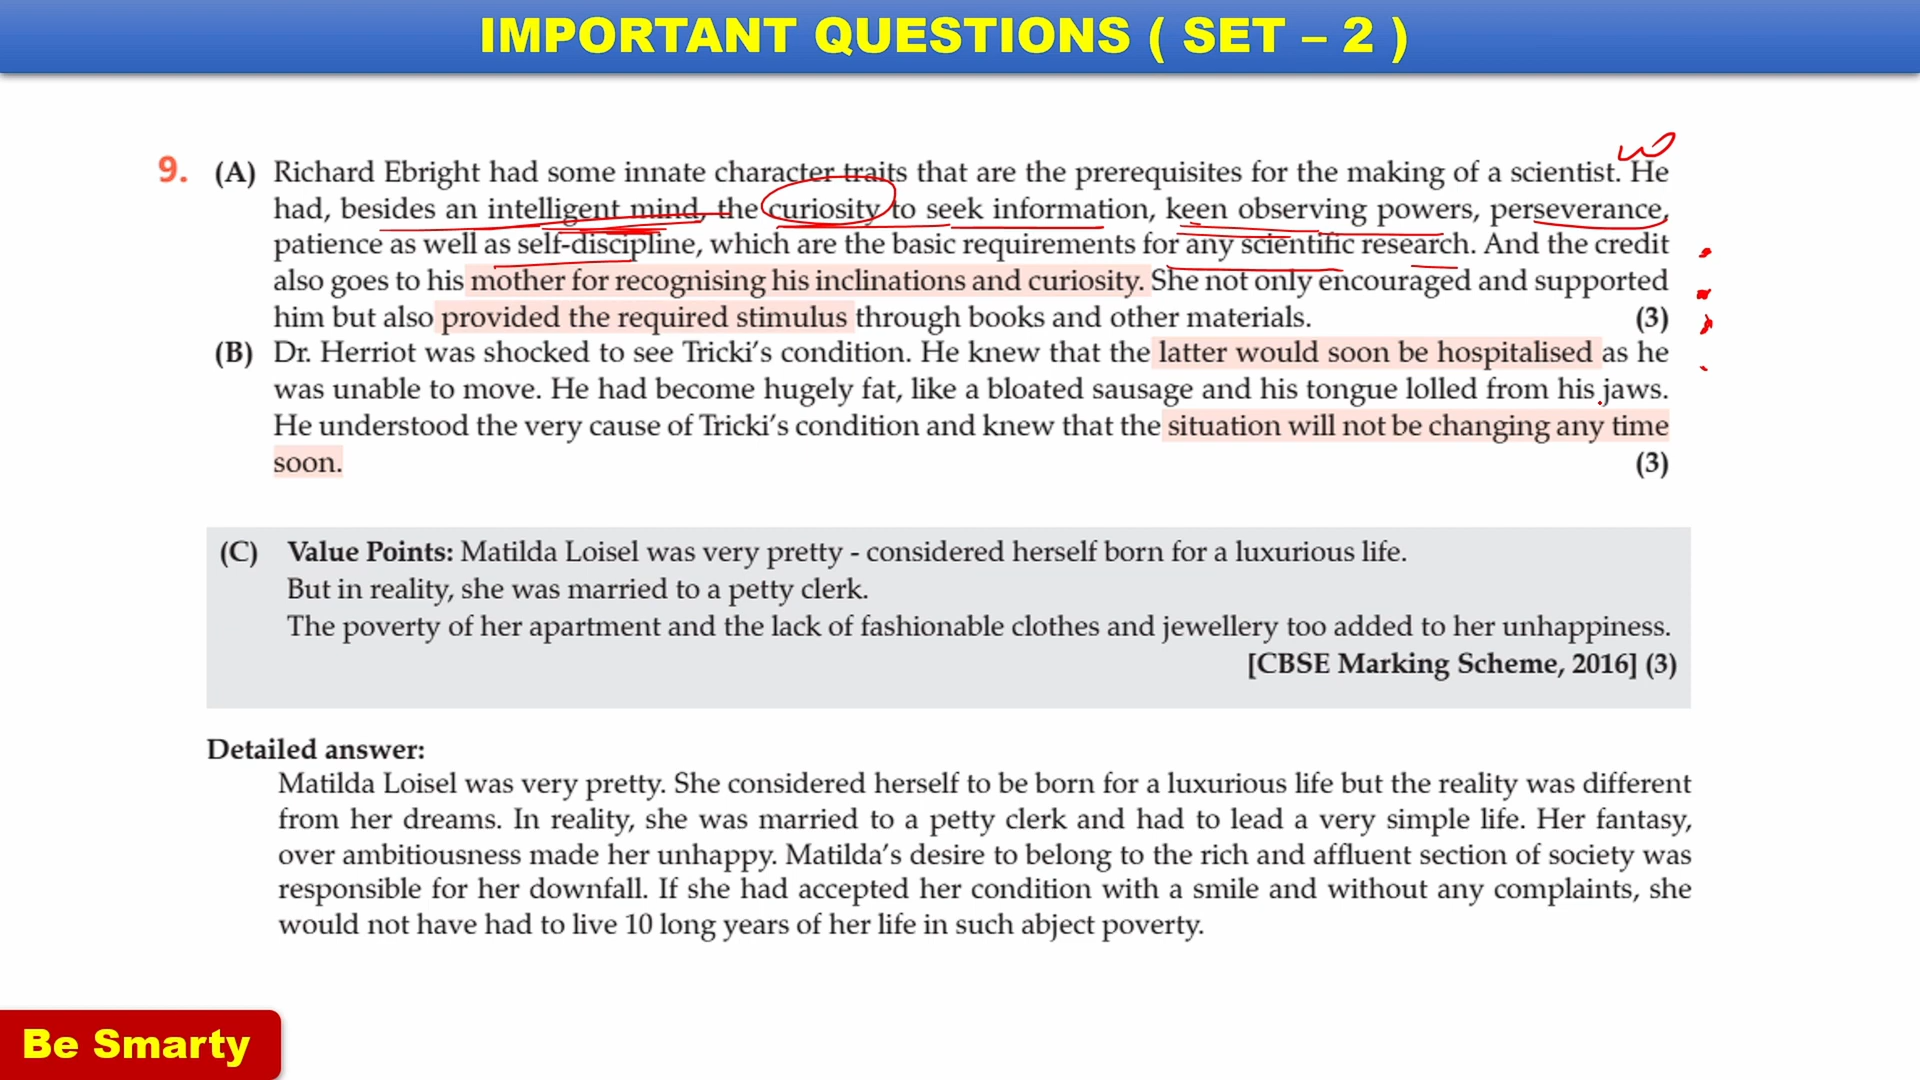 IMPORTANT QUESTIONS ( SET – 2 )
9. (A) Richard Ebright had some innate character traits that are the prerequisites for the making of a scientist. He
had, besides an intelligent mind, the curiosity to seek information, keen observing powers, perseverance,
patience as well as self-discipline, which are the basic requirements for any scientific research. And the credit
also goes to his mother for recognising his inclinations and curiosity. She not only encouraged and supported
him but also provided the required stimulus through books and other materials. (3)
(B) Dr. Herriot was shocked to see Tricki’s condition. He knew that the latter would soon be hospitalised as he
was unable to move. He had become hugely fat, like a bloated sausage and his tongue lolled from his jaws.
He understood the very cause of Tricki’s condition and knew that the situation will not be changing any time
soon. (3)
(C) Value Points: Matilda Loisel was very pretty - considered herself born for a luxurious life.
But in reality, she was married to a petty clerk.
The poverty of her apartment and the lack of fashionable clothes and jewellery too added to her unhappiness.
[CBSE Marking Scheme, 2016] (3)
Detailed answer:
Matilda Loisel was very pretty. She considered herself to be born for a luxurious life but the reality was different
from her dreams. In reality, she was married to a petty clerk and had to lead a very simple life. Her fantasy,
over ambitiousness made her unhappy. Matilda’s desire to belong to the rich and affluent section of society was
responsible for her downfall. If she had accepted her condition with a smile and without any complaints, she
would not have had to live 10 long years of her life in such abject poverty.
Be Smarty